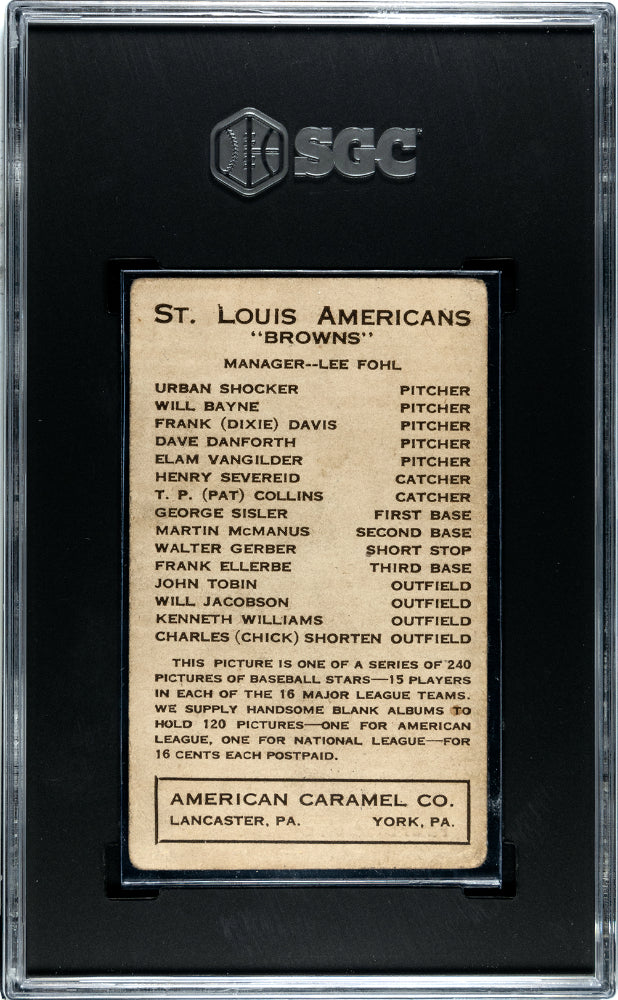 SGC
ST. LOUIS AMERICANS
"BROWNS"
MANAGER--LEE FOHL
URBAN SHOCKER PITCHER
WILL BAYNE PITCHER
FRANK (DIXIE) DAVIS PITCHER
DAVE DANFORTH PITCHER
ELAM VANGILDER PITCHER
HENRY SEVEREID CATCHER
T. P. (PAT) COLLINS CATCHER
GEORGE SISLER FIRST BASE
MARTIN McMANUS SECOND BASE
WALTER GERBER SHORT STOP
FRANK ELLERBE THIRD BASE
JOHN TOBIN OUTFIELD
WILL JACOBSON OUTFIELD
KENNETH WILLIAMS OUTFIELD
CHARLES (CHICK) SHORTEN OUTFIELD
THIS PICTURE IS ONE OF A SERIES OF 240
PICTURES OF BASEBALL STARS—15 PLAYERS
IN EACH OF THE 16 MAJOR LEAGUE TEAMS.
WE SUPPLY HANDSOME BLANK ALBUMS TO
HOLD 120 PICTURES—ONE FOR AMERICAN
LEAGUE, ONE FOR NATIONAL LEAGUE—FOR
16 CENTS EACH POSTPAID.
AMERICAN CARAMEL CO.
LANCASTER, PA. YORK, PA.